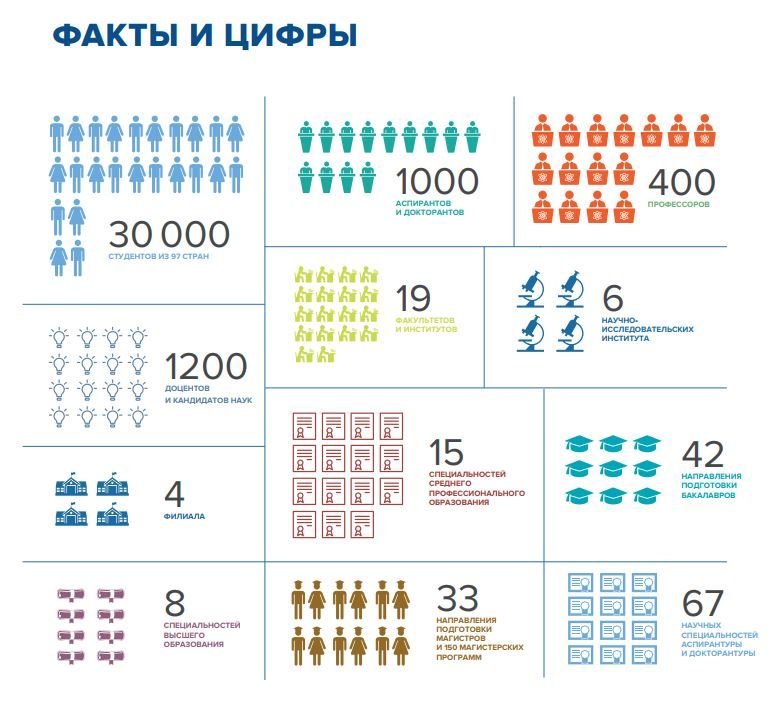 ФАКТЫ И ЦИФРЫ
30 000
СТУДЕНТОВ ИЗ 97 СТРАН
1000
АСПИРАНТОВ
И ДОКТОРАНТОВ
400
ПРОФЕССОРОВ
19
ФАКУЛЬТЕТОВ
И ИНСТИТУТОВ
6
НАУЧНО-
ИССЛЕДОВАТЕЛЬСКИХ
ИНСТИТУТА
1200
ДОЦЕНТОВ
И КАНДИДАТОВ НАУК
15
СПЕЦИАЛЬНОСТЕЙ
СРЕДНЕГО
ПРОФЕССИОНАЛЬНОГО
ОБРАЗОВАНИЯ
42
НАПРАВЛЕНИЯ
ПОДГОТОВКИ
БАКАЛАВРОВ
4
ФИЛИАЛА
8
СПЕЦИАЛЬНОСТЕЙ
ВЫСШЕГО
ОБРАЗОВАНИЯ
33
НАПРАВЛЕНИЯ
ПОДГОТОВКИ
МАГИСТРОВ
И 150 МАГИСТЕРСКИХ
ПРОГРАММ
67
НАУЧНЫХ
СПЕЦИАЛЬНОСТЕЙ
АСПИРАНТУРЫ
И ДОКТОРАНТУРЫ